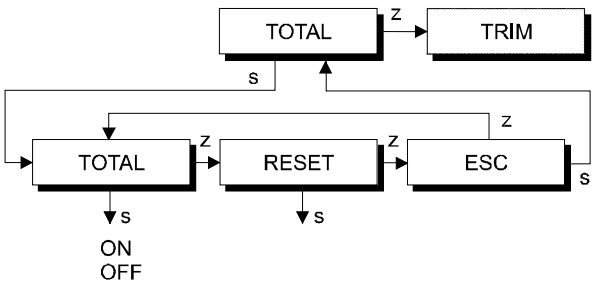 TOTAL z TRIM
s
z
TOTAL z RESET z ESC
s
s s
ON
OFF